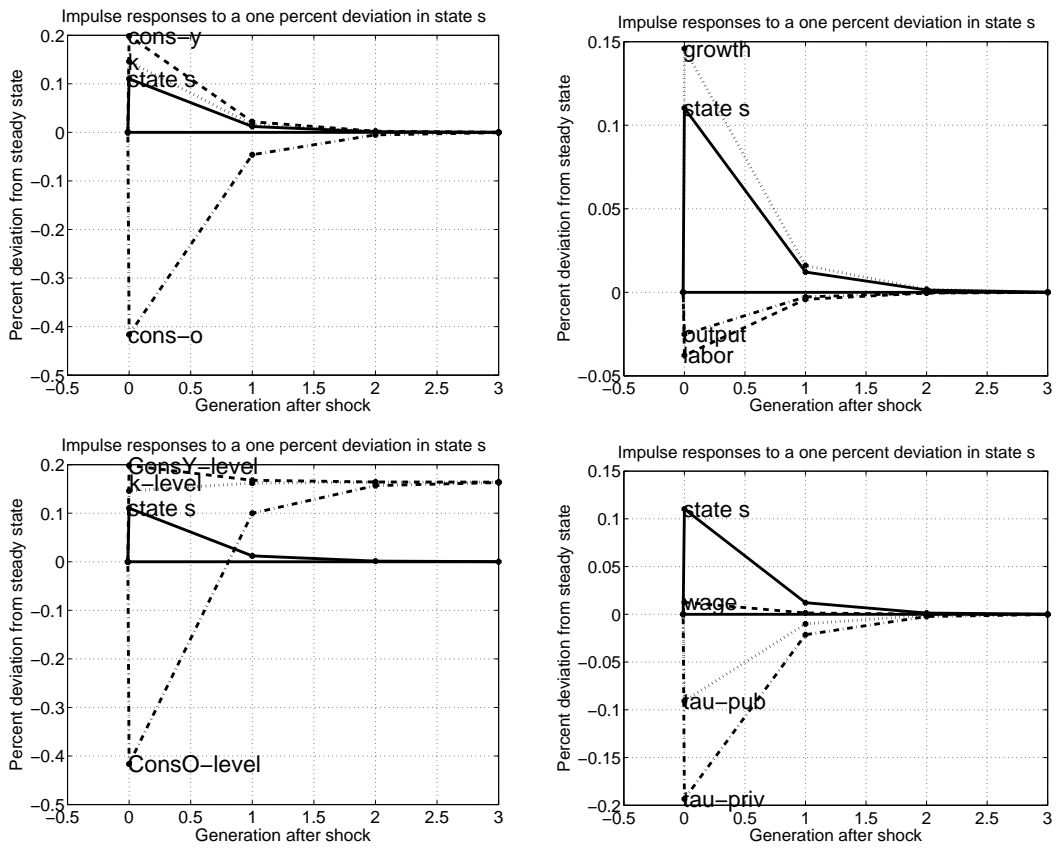 Impulse responses to a one percent deviation in state s
Percent deviation from steady state
0.2
0.1
0
−0.1
−0.2
−0.3
−0.4
−0.5
cons−y
k
state s
cons−o
−0.5 0 0.5 1 1.5 2 2.5 3
Generation after shock
Impulse responses to a one percent deviation in state s
Percent deviation from steady state
0.15
0.1
0.05
0
−0.05
growth
state s
output
labor
−0.5 0 0.5 1 1.5 2 2.5 3
Generation after shock
Impulse responses to a one percent deviation in state s
Percent deviation from steady state
0.2
0.1
0
−0.1
−0.2
−0.3
−0.4
−0.5
ConsY−level
k−level
state s
ConsO−level
−0.5 0 0.5 1 1.5 2 2.5 3
Generation after shock
Impulse responses to a one percent deviation in state s
Percent deviation from steady state
0.15
0.1
0.05
0
−0.05
−0.1
−0.15
−0.2
state s
wage
tau−pub
tau−priv
−0.5 0 0.5 1 1.5 2 2.5 3
Generation after shock